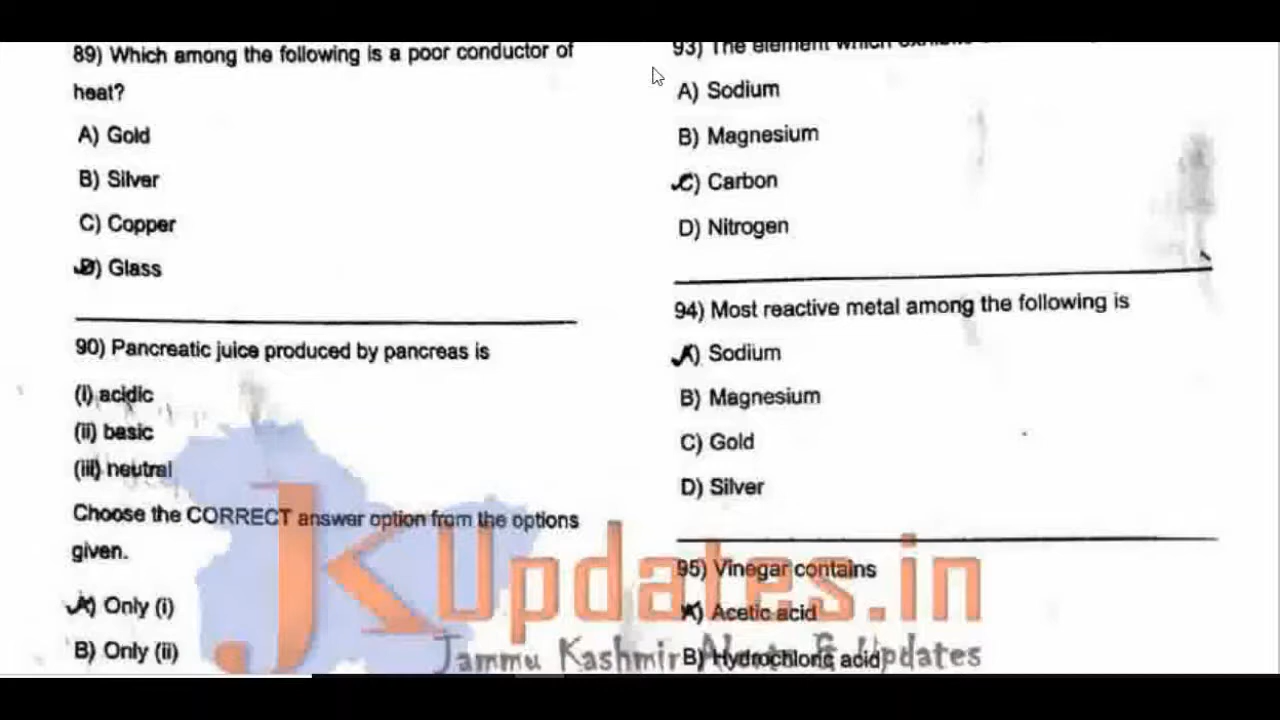 89) Which among the following is a poor conductor of
heat?
A) Gold
B) Silver
C) Copper
D) Glass
90) Pancreatic juice produced by pancreas is
(i) acidic
(ii) basic
(iii) neutral
Choose the CORRECT answer option from the options
given.
A) Only (i)
B) Only (ii)
93) The element which
A) Sodium
B) Magnesium
C) Carbon
D) Nitrogen
94) Most reactive metal among the following is
A) Sodium
B) Magnesium
C) Gold
D) Silver
95) Vinegar contains
A) Acetic acid
B) Hydrochloric acid
JKUpdates.in
Jammu Kashmir Alerts & Updates